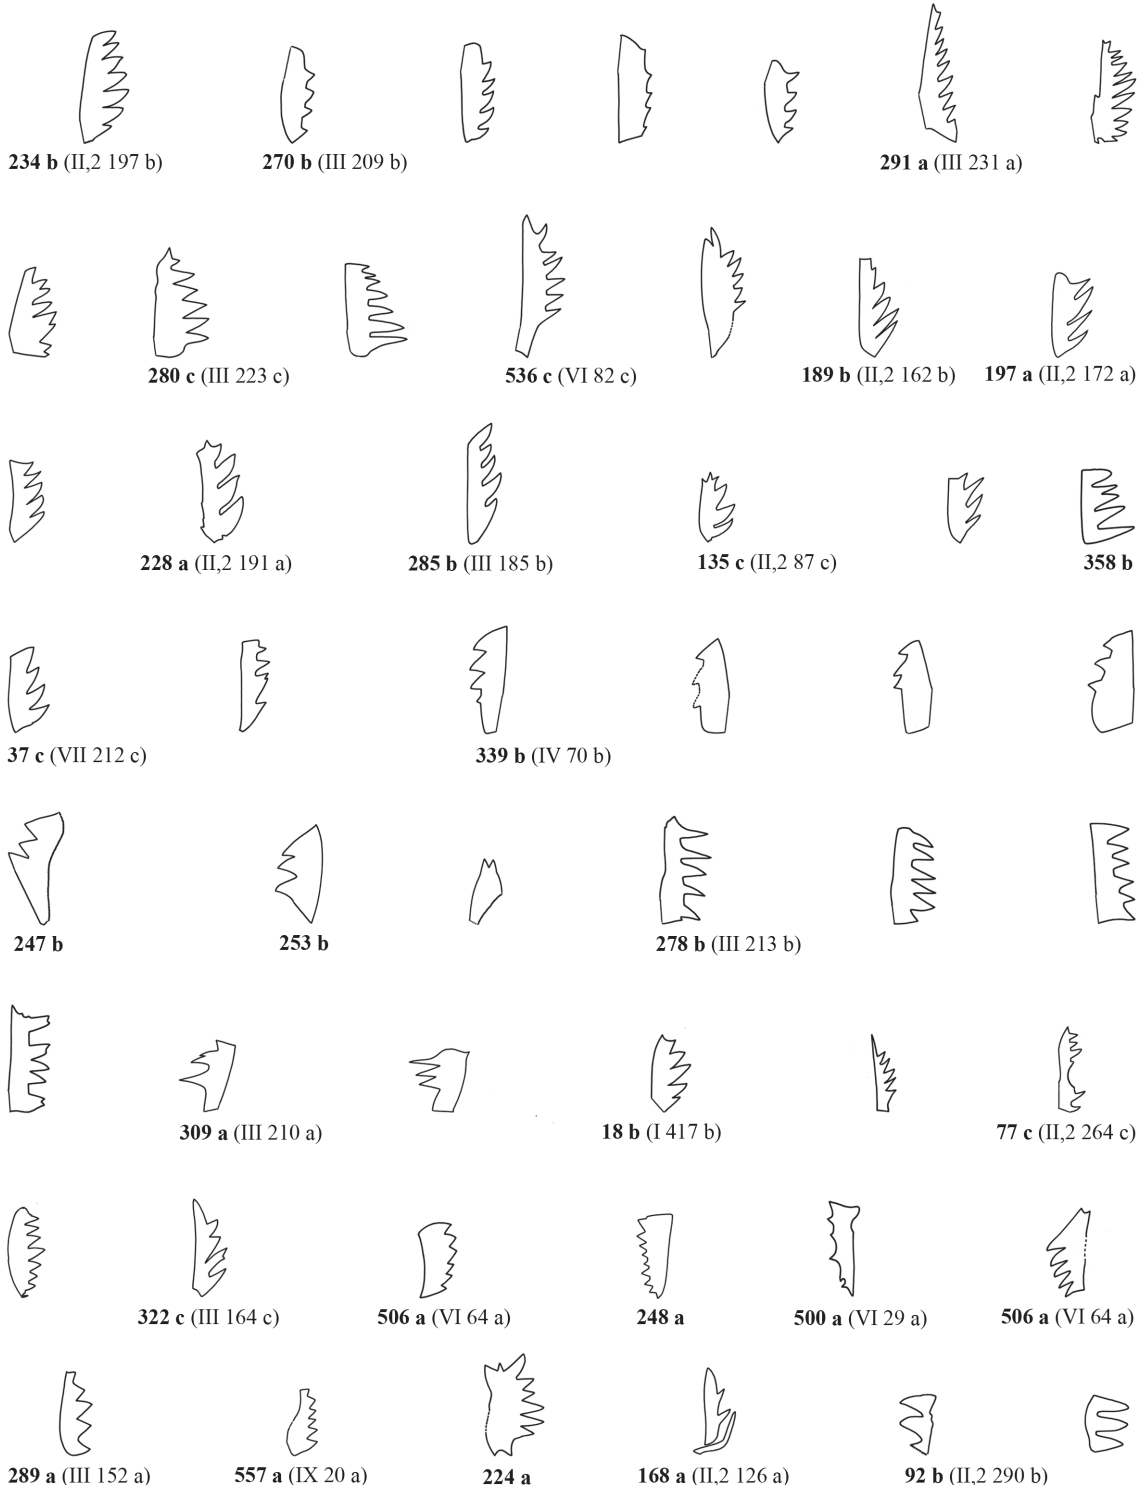 234 b (II,2 197 b) 270 b (III 209 b) 291 a (III 231 a)
280 c (III 223 c) 536 c (VI 82 c) 189 b (II,2 162 b) 197 a (II,2 172 a)
228 a (II,2 191 a) 285 b (III 185 b) 135 c (II,2 87 c) 358 b
37 c (VII 212 c) 339 b (IV 70 b)
247 b 253 b 278 b (III 213 b)
309 a (III 210 a) 18 b (I 417 b) 77 c (II,2 264 c)
322 c (III 164 c) 506 a (VI 64 a) 248 a 500 a (VI 29 a) 506 a (VI 64 a)
289 a (III 152 a) 557 a (IX 20 a) 224 a 168 a (II,2 126 a) 92 b (II,2 290 b)